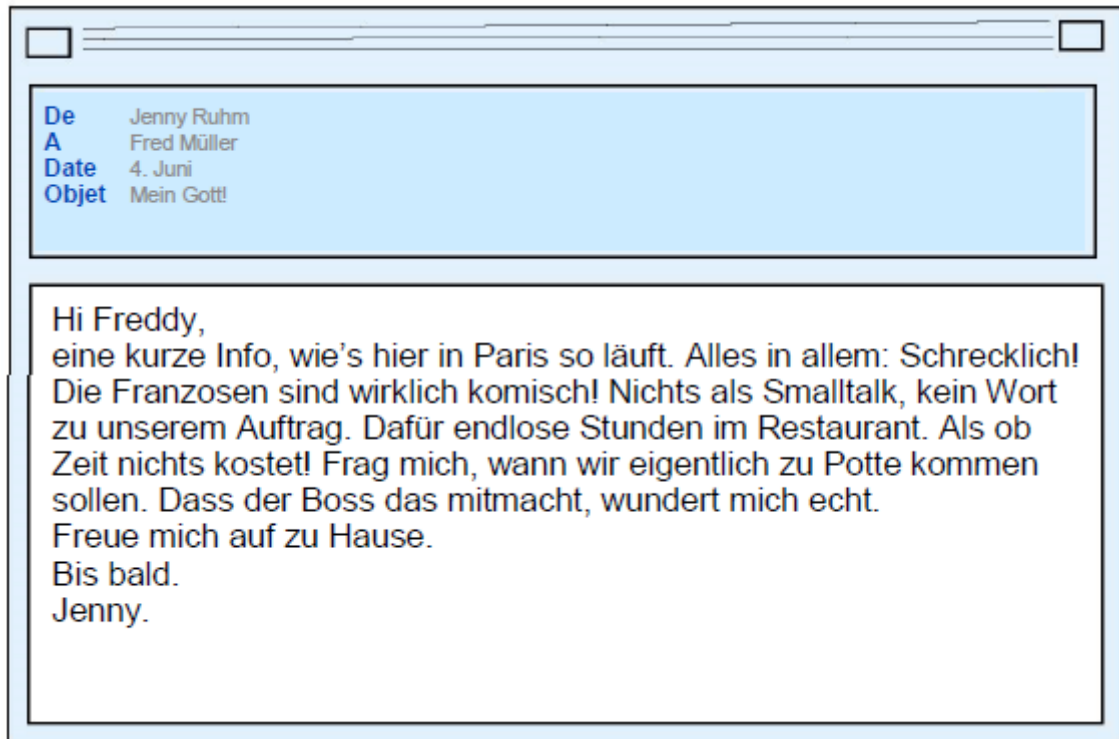 De Jenny Ruhm
A Fred Müller
Date 4. Juni
Objet Mein Gott!
Hi Freddy,
eine kurze Info, wie's hier in Paris so läuft. Alles in allem: Schrecklich!
Die Franzosen sind wirklich komisch! Nichts als Smalltalk, kein Wort
zu unserem Auftrag. Dafür endlose Stunden im Restaurant. Als ob
Zeit nichts kostet! Frag mich, wann wir eigentlich zu Potte kommen
sollen. Dass der Boss das mitmacht, wundert mich echt.
Freue mich auf zu Hause.
Bis bald.
Jenny.